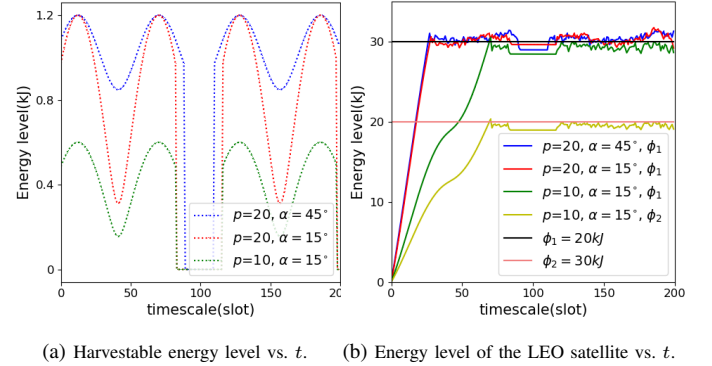 1.2
0.8
0.4
0
Energy level(kJ)
0
50
100
150
200
timescale(slot)
p=20, α = 45°
p=20, α = 15°
p=10, α = 15°
30
20
10
0
Energy level(kJ)
0
50
100
150
200
timescale(slot)
p=20, α = 45°, ϕ₁
p=20, α = 15°, ϕ₁
p=10, α = 15°, ϕ₁
p=10, α = 15°, ϕ₂
ϕ₁ = 20kJ
ϕ₂ = 30kJ
(a) Harvestable energy level vs. t.
(b) Energy level of the LEO satellite vs. t.